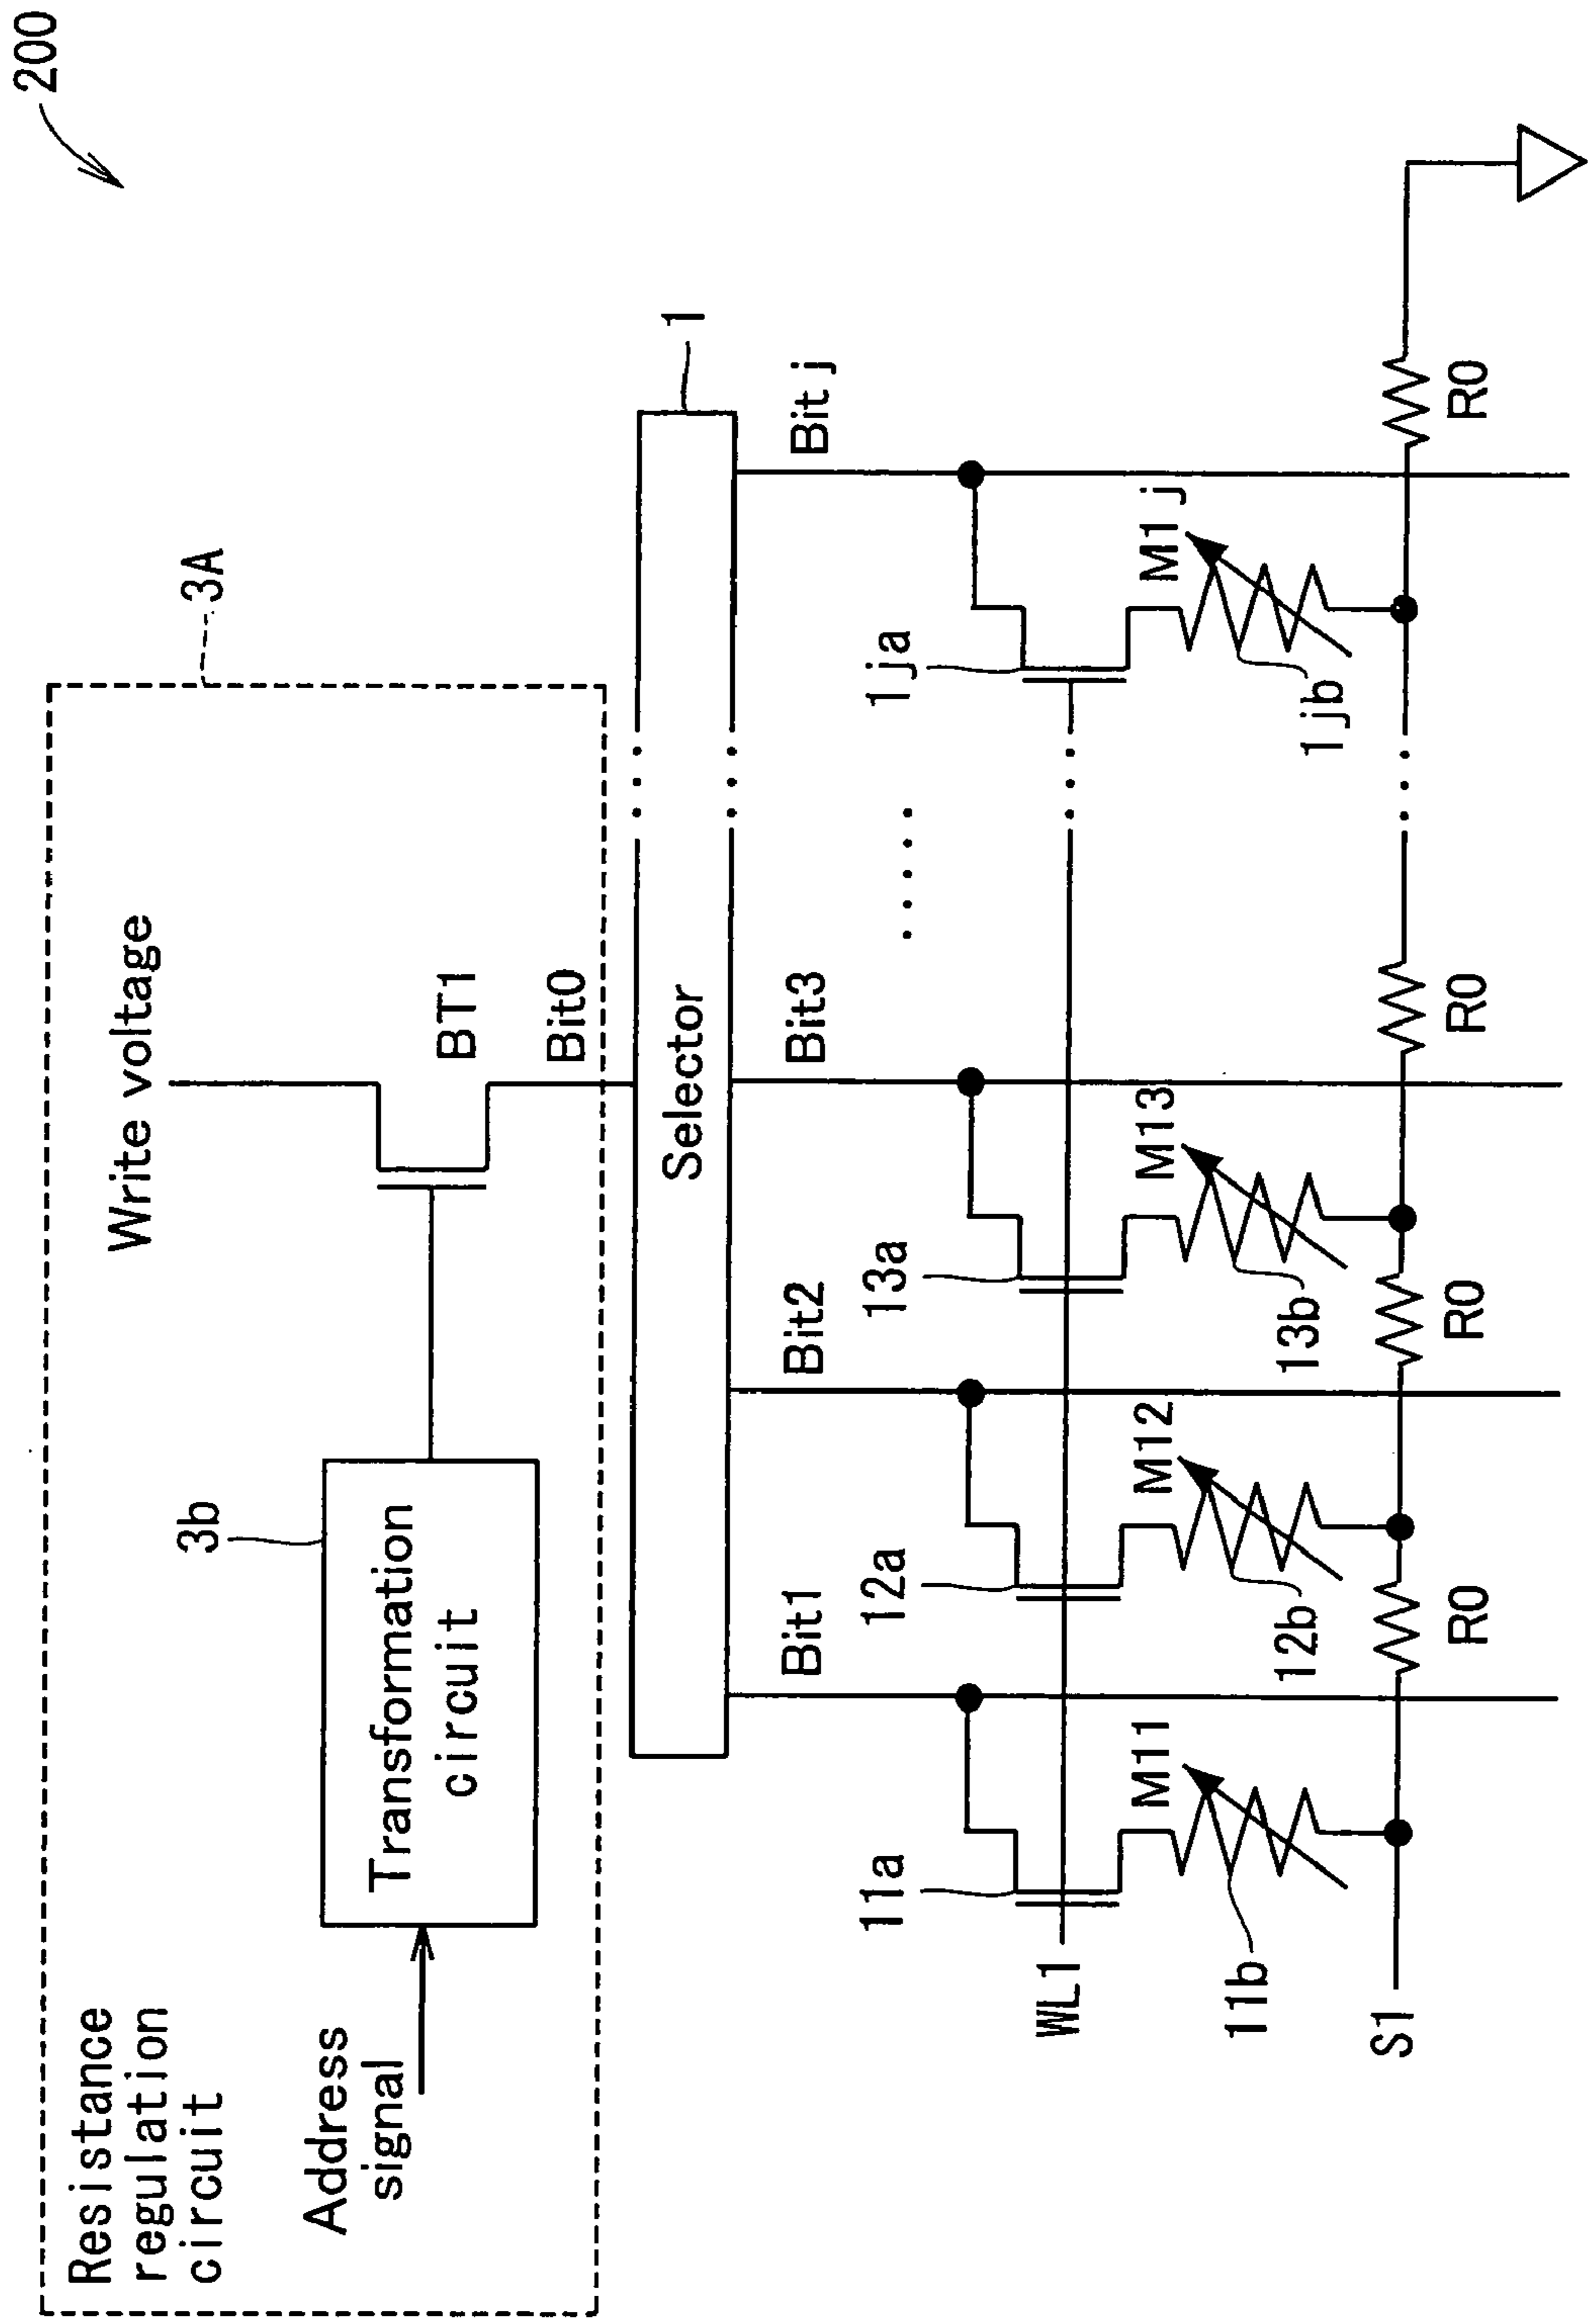 200
Resistance
regulation
circuit
3A
Write voltage
3b
Address
signal
Transformation
circuit
BT1
Bit0
Selector
1
Bit1
Bit2
Bit3
Bit j
11a
12a
13a
1ja
WL1
M11
M12
M13
M1 j
11b
12b
13b
1jb
S1
R0
R0
R0
R0